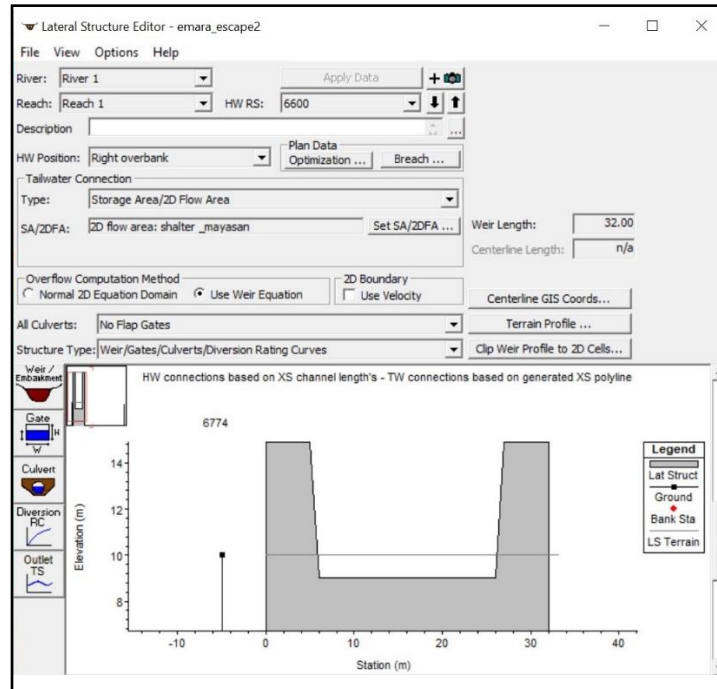 Lateral Structure Editor - emara_escape2
File View Options Help
River: River 1 Apply Data
Reach: Reach 1 HW RS: 6600
Description ...
HW Position: Right overbank
Plan Data
Optimization ... Breach ...
Tailwater Connection
Type: Storage Area/2D Flow Area
SA/2DFA: 2D flow area: shalter _mayasan Set SA/2DFA ... Weir Length: 32.00
Centerline Length: n/a
Overflow Computation Method 2D Boundary
Normal 2D Equation Domain Use Weir Equation Use Velocity Centerline GIS Coords...
All Culverts: No Flap Gates Terrain Profile ...
Structure Type: Weir/Gates/Culverts/Diversion Rating Curves Clip Weir Profile to 2D Cells...
Weir / Embankment
Gate
H
W
Culvert
Diversion RC
Outlet TS
HW connections based on XS channel length's - TW connections based on generated XS polyline
6774
Elevation (m)
14
12
10
8
-10 0 10 20 30 40
Station (m)
Legend
Lat Struct
Ground
Bank Sta
LS Terrain